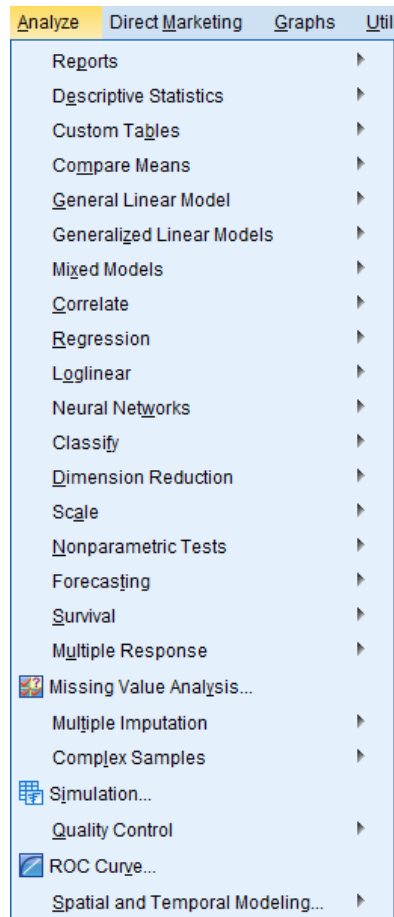 Analyze Direct Marketing Graphs Util
Reports
Descriptive Statistics
Custom Tables
Compare Means
General Linear Model
Generalized Linear Models
Mixed Models
Correlate
Regression
Loglinear
Neural Networks
Classify
Dimension Reduction
Scale
Nonparametric Tests
Forecasting
Survival
Multiple Response
Missing Value Analysis...
Multiple Imputation
Complex Samples
Simulation...
Quality Control
ROC Curve...
Spatial and Temporal Modeling...